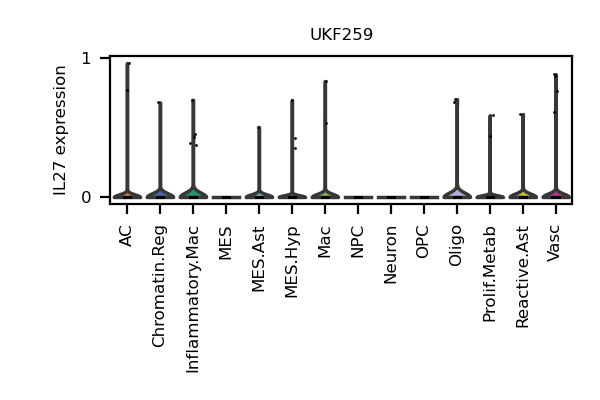 UKF259
IL27 expression
1
0
AC
Chromatin.Reg
Inflammatory.Mac
MES
MES.Ast
MES.Hyp
Mac
NPC
Neuron
OPC
Oligo
Prolif.Metab
Reactive.Ast
Vasc